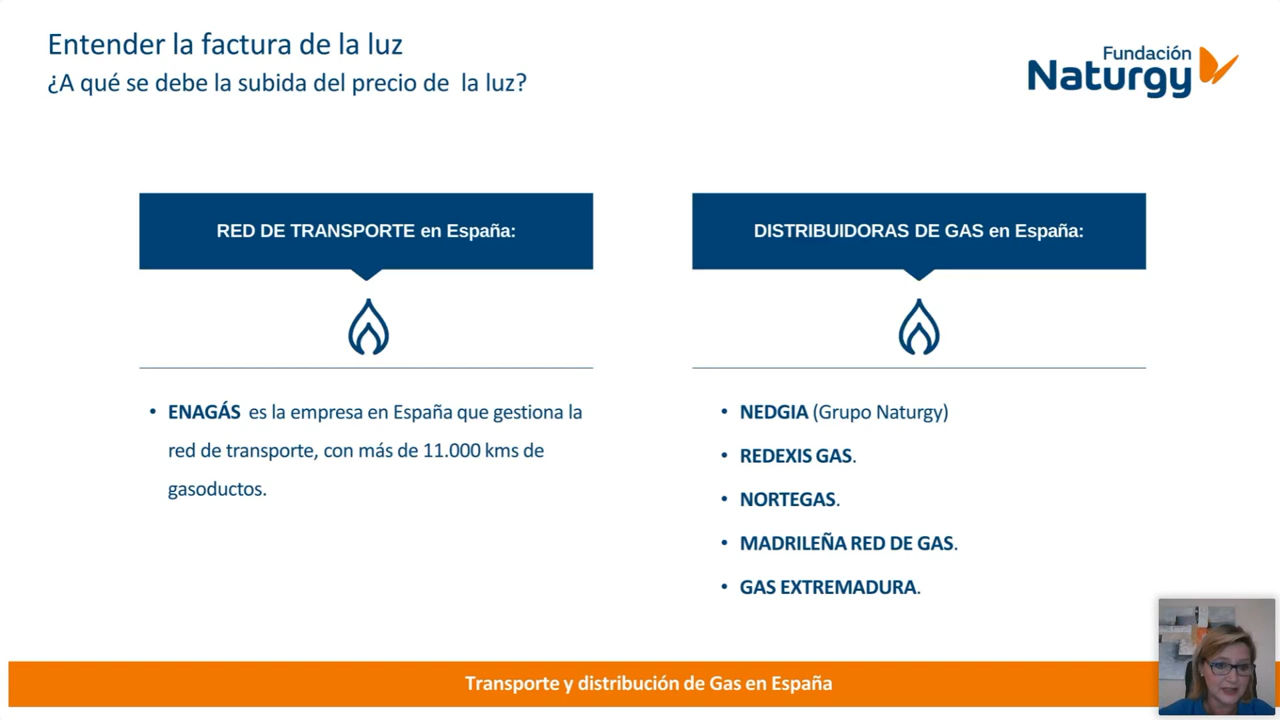 Entender la factura de la luz
¿A qué se debe la subida del precio de la luz?
Fundación
Naturgy
RED DE TRANSPORTE en España:
• ENAGÁS es la empresa en España que gestiona la
red de transporte, con más de 11.000 kms de
gasoductos.
DISTRIBUIDORAS DE GAS en España:
• NEDGIA (Grupo Naturgy)
• REDEXIS GAS.
• NORTEGAS.
• MADRILEÑA RED DE GAS.
• GAS EXTREMADURA.
Transporte y distribución de Gas en España